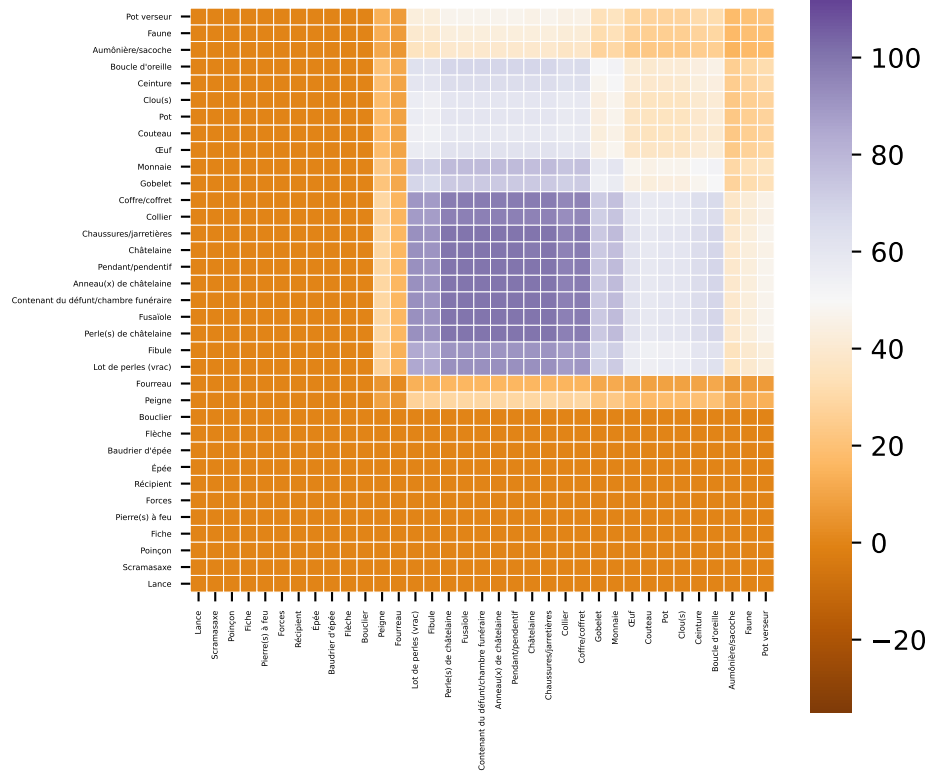 Pot verseur
Faune
Aumônière/sacoche
Boucle d'oreille
Ceinture
Clou(s)
Pot
Couteau
Œuf
Monnaie
Gobelet
Coffre/coffret
Collier
Chaussures/jarretières
Châtelaine
Pendant/pendentif
Anneau(x) de châtelaine
Contenant du défunt/chambre funéraire
Fusaïole
Perle(s) de châtelaine
Fibule
Lot de perles (vrac)
Fourreau
Peigne
Bouclier
Flèche
Baudrier d'épée
Épée
Récipient
Forces
Pierre(s) à feu
Fiche
Poinçon
Scramasaxe
Lance
Lance
Scramasaxe
Poinçon
Fiche
Pierre(s) à feu
Forces
Récipient
Épée
Baudrier d'épée
Flèche
Bouclier
Peigne
Fourreau
Lot de perles (vrac)
Fibule
Perle(s) de châtelaine
Fusaïole
Contenant du défunt/chambre funéraire
Anneau(x) de châtelaine
Pendant/pendentif
Châtelaine
Chaussures/jarretières
Collier
Coffre/coffret
Gobelet
Monnaie
Œuf
Couteau
Pot
Clou(s)
Ceinture
Boucle d'oreille
Aumônière/sacoche
Faune
Pot verseur
100
80
60
40
20
0
−20